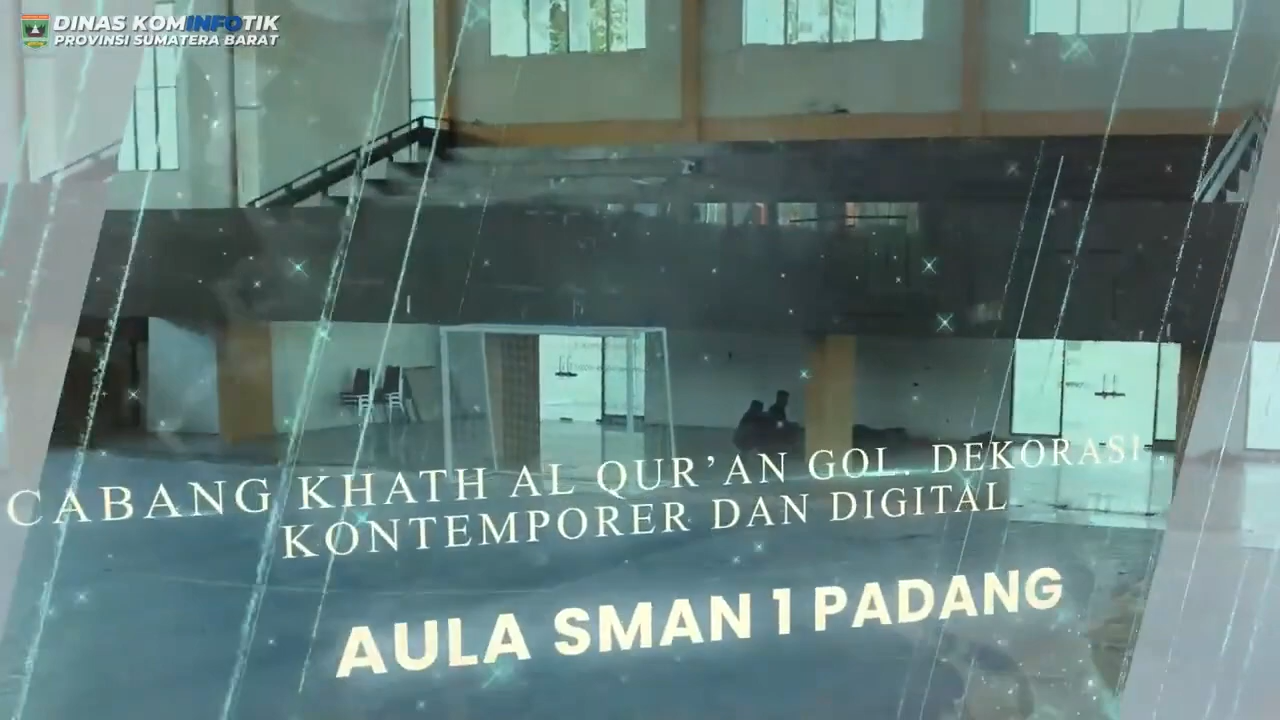 DINAS KOMINFOTIK
PROVINSI SUMATERA BARAT
CABANG KHATH AL QUR’AN GOL. DEKORASI
KONTEMPORER DAN DIGITAL
AULA SMAN 1 PADANG